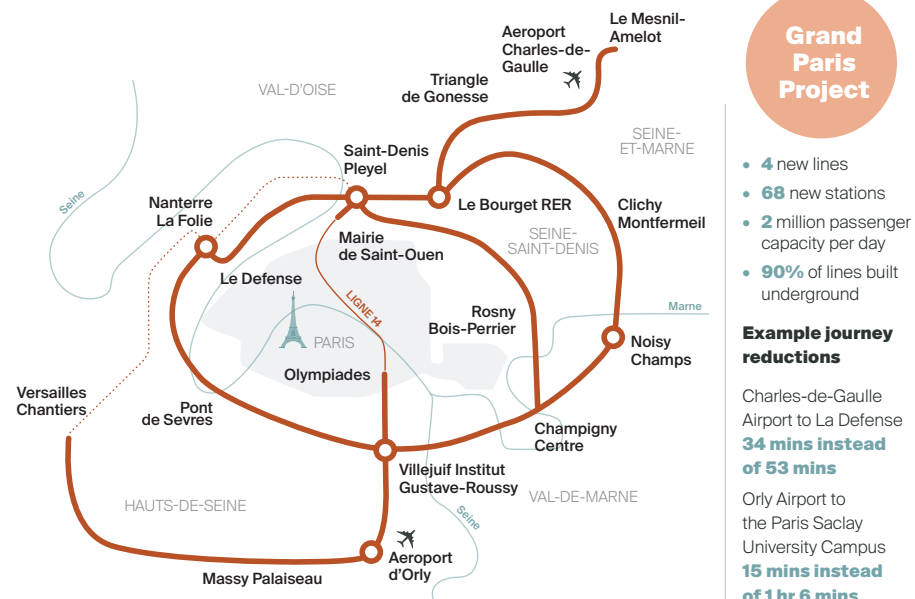 Le Mesnil-
Amelot
Aeroport
Charles-de-
Gaulle
Triangle
de Gonesse
VAL-D'OISE
SEINE-
ET-MARNE
Saint-Denis
Pleyel
Seine
Nanterre
La Folie
Le Bourget RER
Clichy
Montfermeil
Mairie
de Saint-Ouen
SEINE-
SAINT-DENIS
Le Defense
LIGNE 14
Rosny
Bois-Perrier
Marne
PARIS
Noisy
Champs
Olympiades
Versailles
Chantiers
Pont
de Sevres
Champigny
Centre
Villejuif Institut
Gustave-Roussy
HAUTS-DE-SEINE
VAL-DE-MARNE
Seine
Aeroport
d'Orly
Massy Palaiseau
Grand
Paris
Project
• 4 new lines
• 68 new stations
• 2 million passenger
capacity per day
• 90% of lines built
underground
Example journey
reductions
Charles-de-Gaulle
Airport to La Defense
34 mins instead
of 53 mins
Orly Airport to
the Paris Saclay
University Campus
15 mins instead
of 1 hr 6 mins